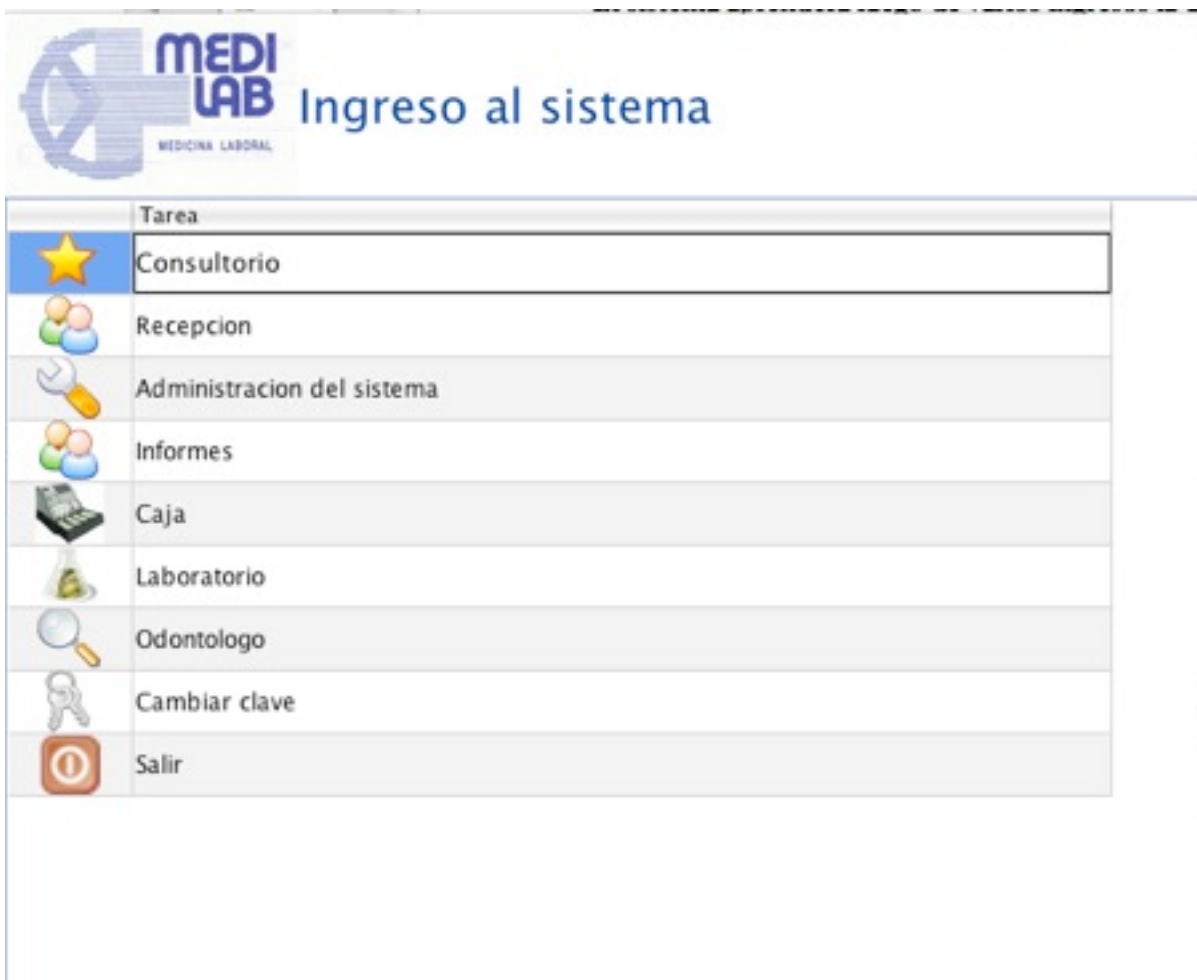 MEDI
LAB
MEDICINA LABORAL
Ingreso al sistema
Tarea
Consultorio
Recepcion
Administracion del sistema
Informes
Caja
Laboratorio
Odontologo
Cambiar clave
Salir